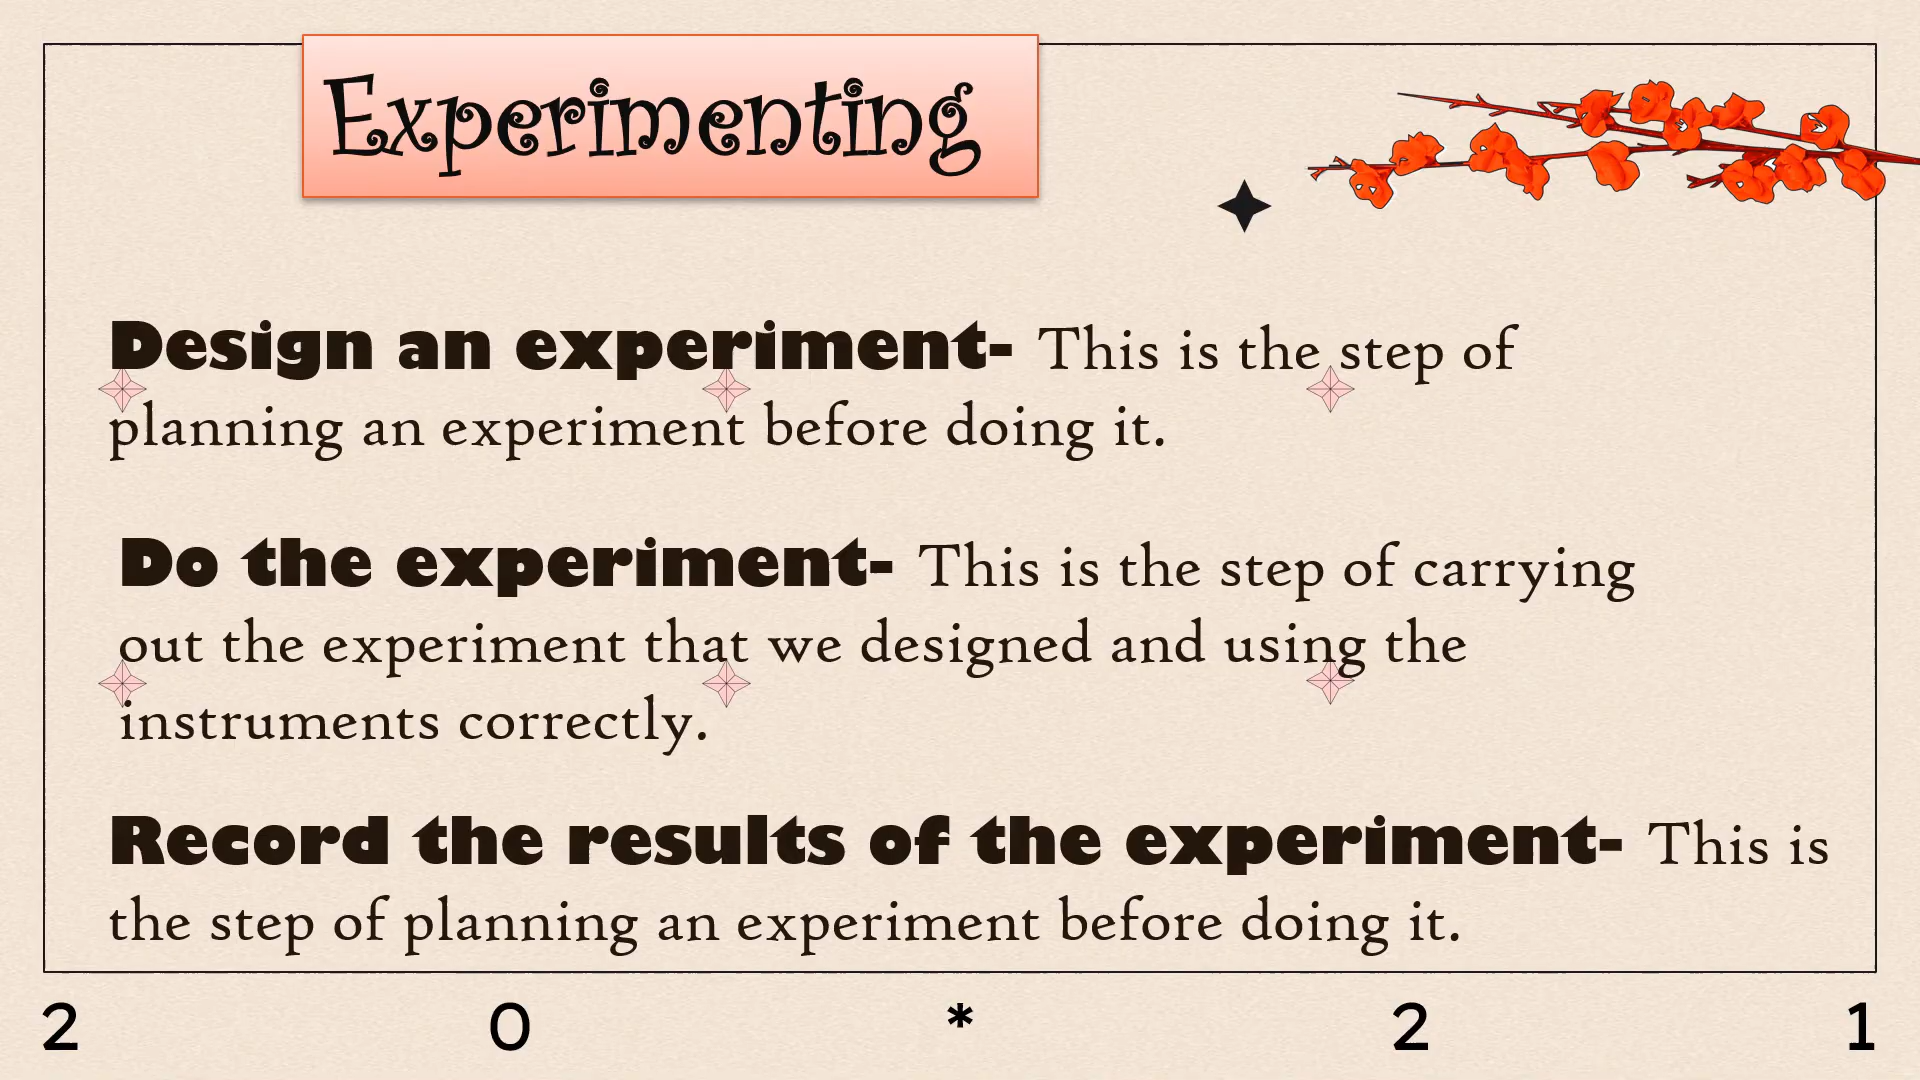 Experimenting
Design an experiment- This is the step of
planning an experiment before doing it.
Do the experiment- This is the step of carrying
out the experiment that we designed and using the
instruments correctly.
Record the results of the experiment- This is
the step of planning an experiment before doing it.
2 0 * 2 1